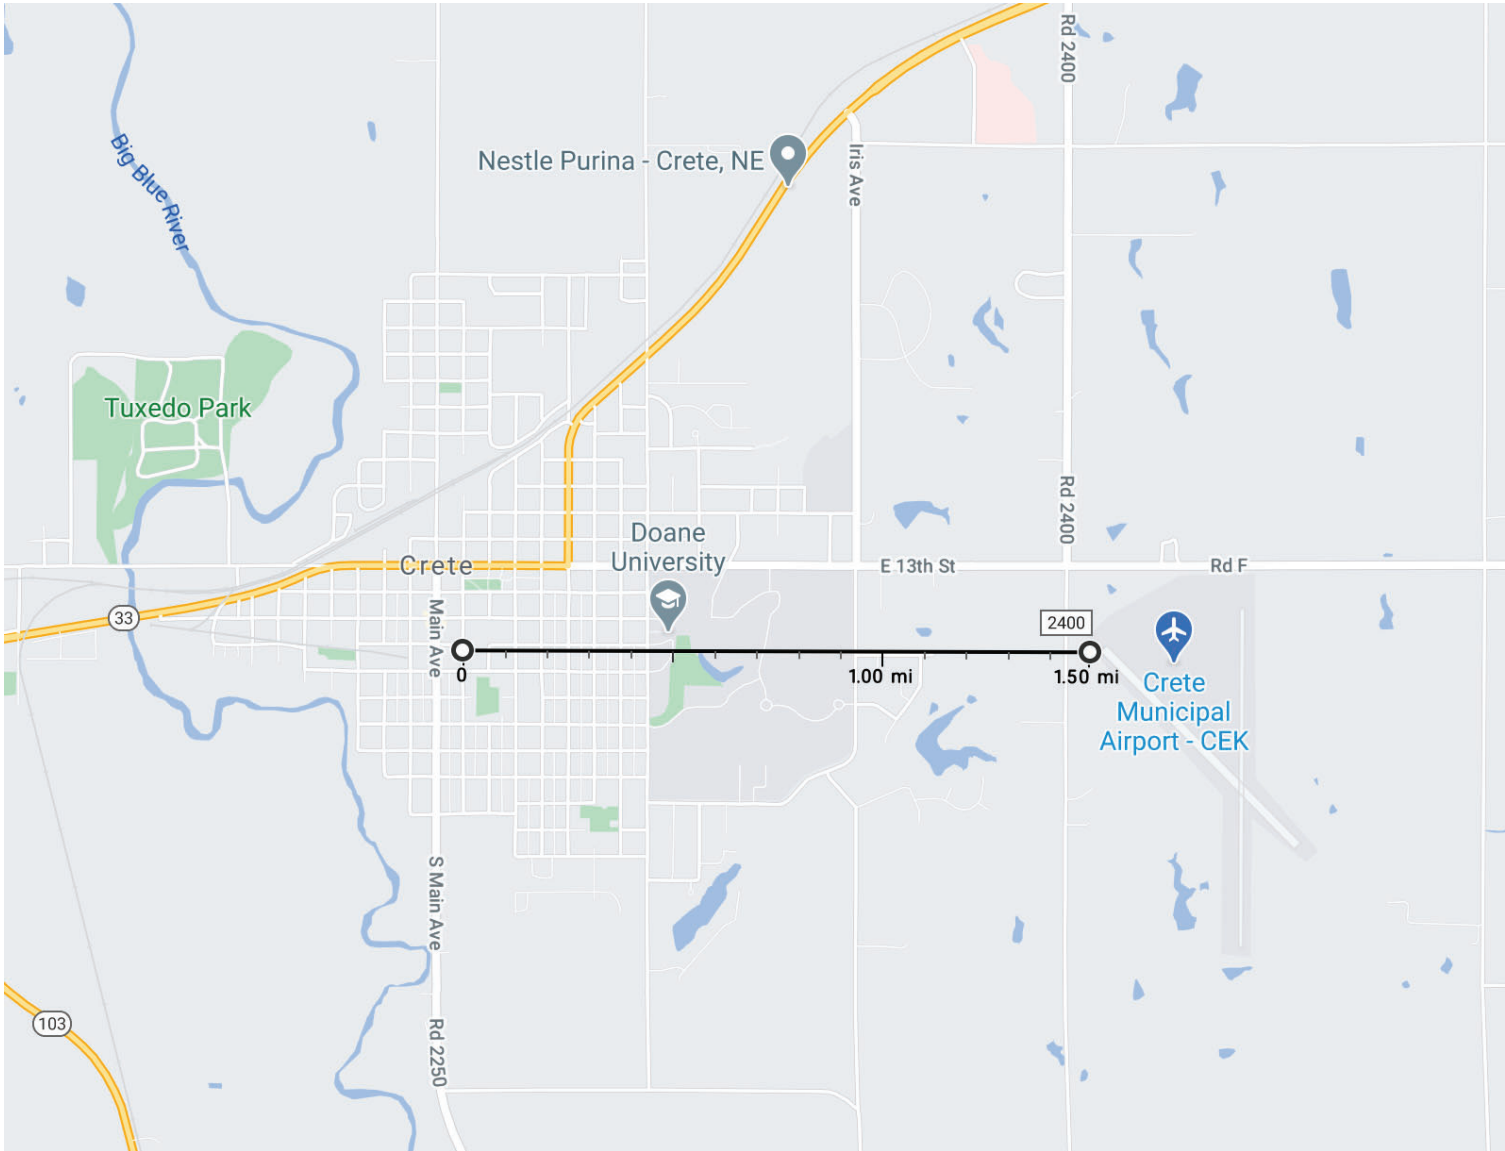 Rd 2400
Big Blue River
Nestle Purina - Crete, NE
Iris Ave
Tuxedo Park
Rd 2400
Doane
University
Crete
E 13th St
Rd F
33
Main Ave
2400
0
1.00 mi
1.50 mi
Crete
Municipal
Airport - CEK
S Main Ave
103
Rd 2250